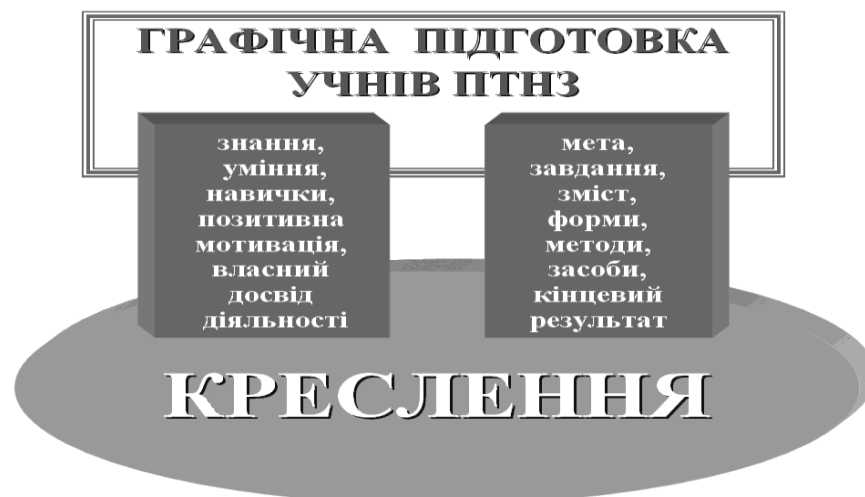 ГРАФІЧНА ПІДГОТОВКА
УЧНІВ ПТНЗ
знання,
уміння,
навички,
позитивна
мотивація,
власний
досвід
діяльності
мета,
завдання,
зміст,
форми,
методи,
засоби,
кінцевий
результат
КРЕСЛЕННЯ